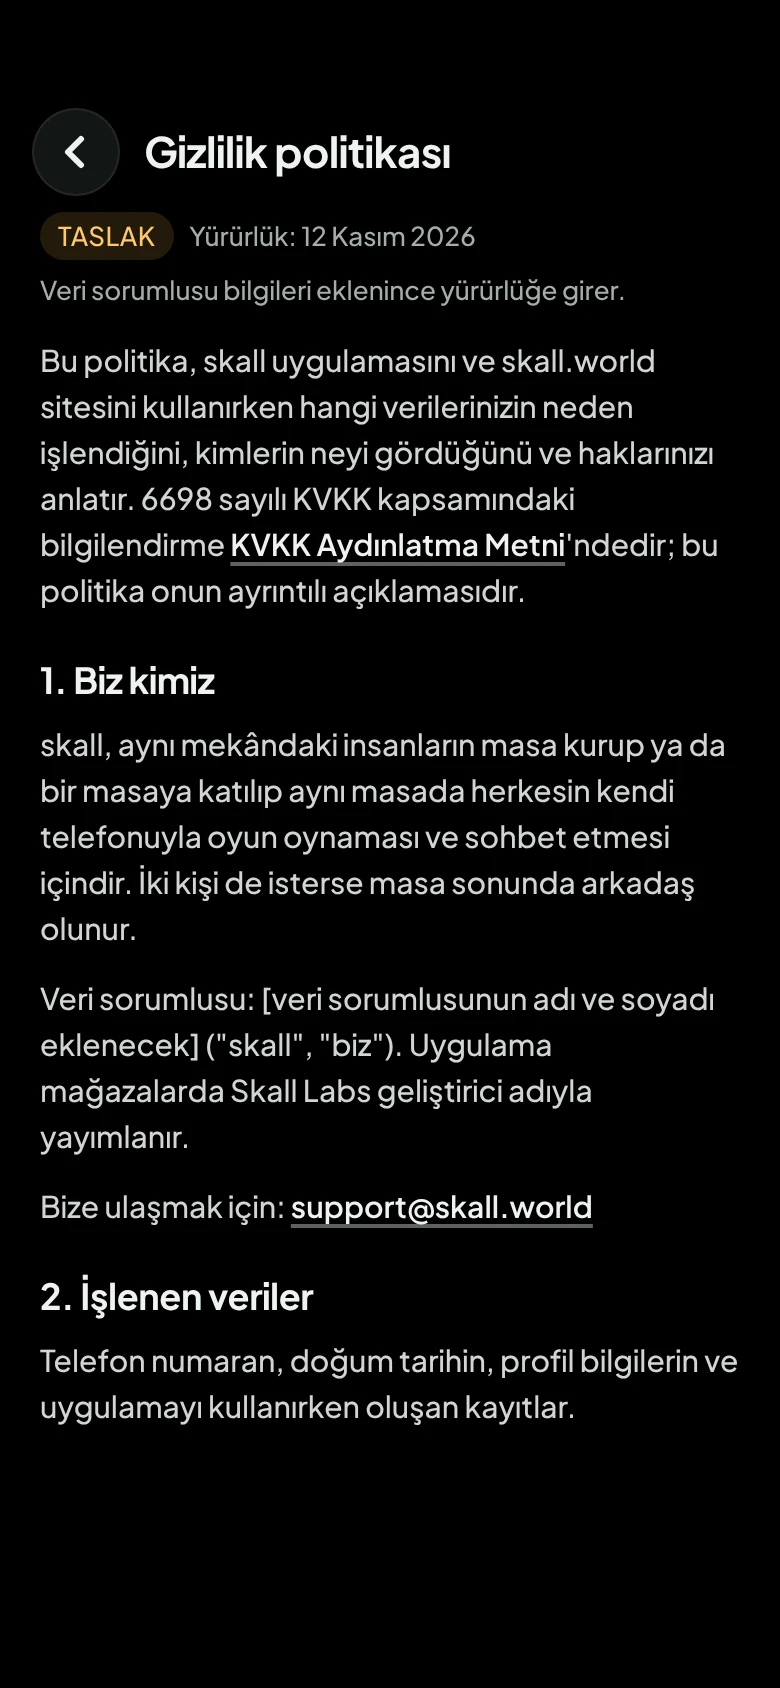 Gizlilik politikası
TASLAK Yürürlük: 12 Kasım 2026
Veri sorumlusu bilgileri eklenince yürürlüğe girer.
Bu politika, skall uygulamasını ve skall.world
sitesini kullanırken hangi verilerinizin neden
işlendiğini, kimlerin neyi gördüğünü ve haklarınızı
anlatır. 6698 sayılı KVKK kapsamındaki
bilgilendirme KVKK Aydınlatma Metni'ndedir; bu
politika onun ayrıntılı açıklamasıdır.
1. Biz kimiz
skall, aynı mekândaki insanların masa kurup ya da
bir masaya katılıp aynı masada herkesin kendi
telefonuyla oyun oynaması ve sohbet etmesi
içindir. İki kişi de isterse masa sonunda arkadaş
olunur.
Veri sorumlusu: [veri sorumlusunun adı ve soyadı
eklenecek] ("skall", "biz"). Uygulama
mağazalarda Skall Labs geliştirici adıyla
yayımlanır.
Bize ulaşmak için: support@skall.world
2. İşlenen veriler
Telefon numaran, doğum tarihin, profil bilgilerin ve
uygulamayı kullanırken oluşan kayıtlar.